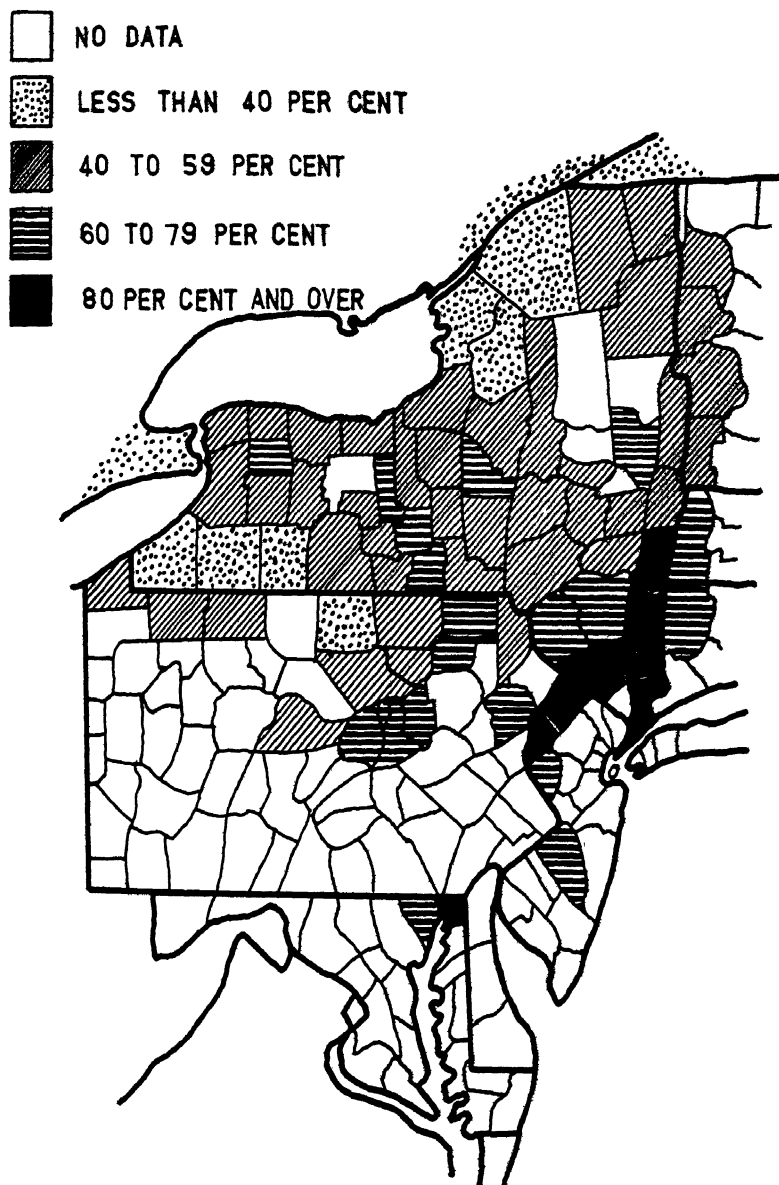 NO DATA
LESS THAN 40 PER CENT
40 TO 59 PER CENT
60 TO 79 PER CENT
80 PER CENT AND OVER